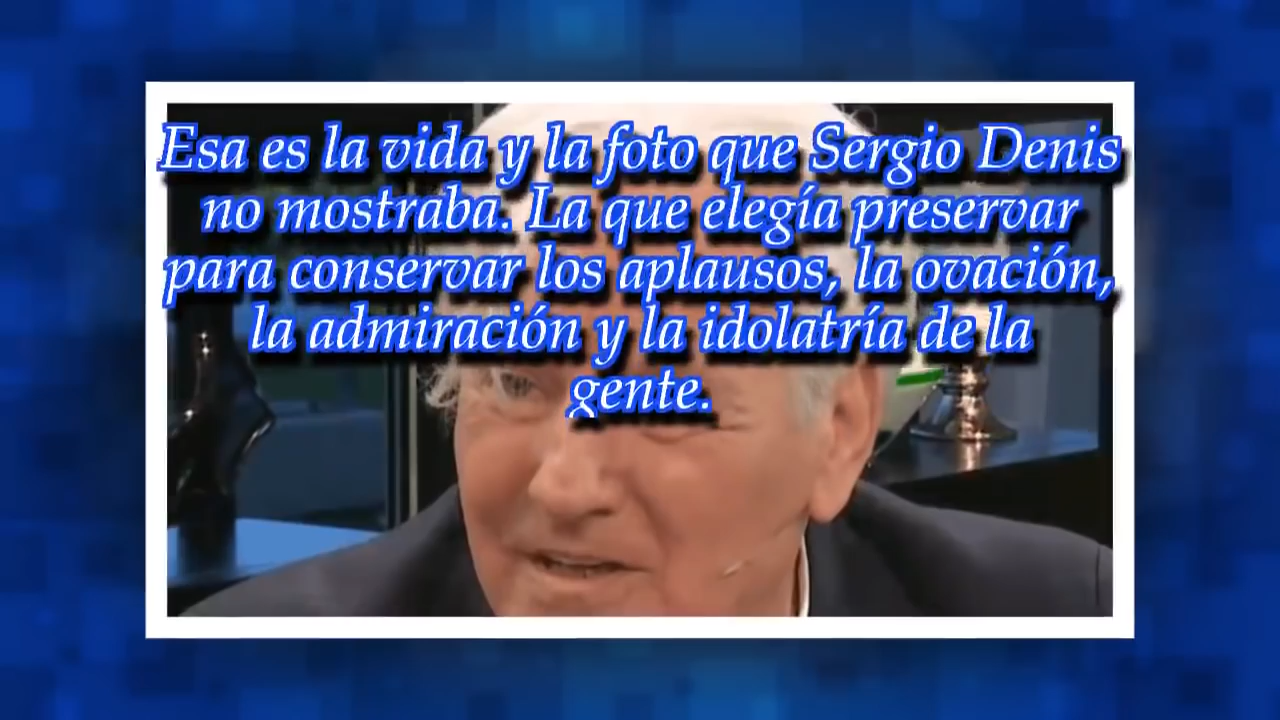 Esa es la vida y la foto que Sergio Denis
no mostraba. La que elegía preservar
para conservar los aplausos, la ovación,
la admiración y la idolatría de la
gente.